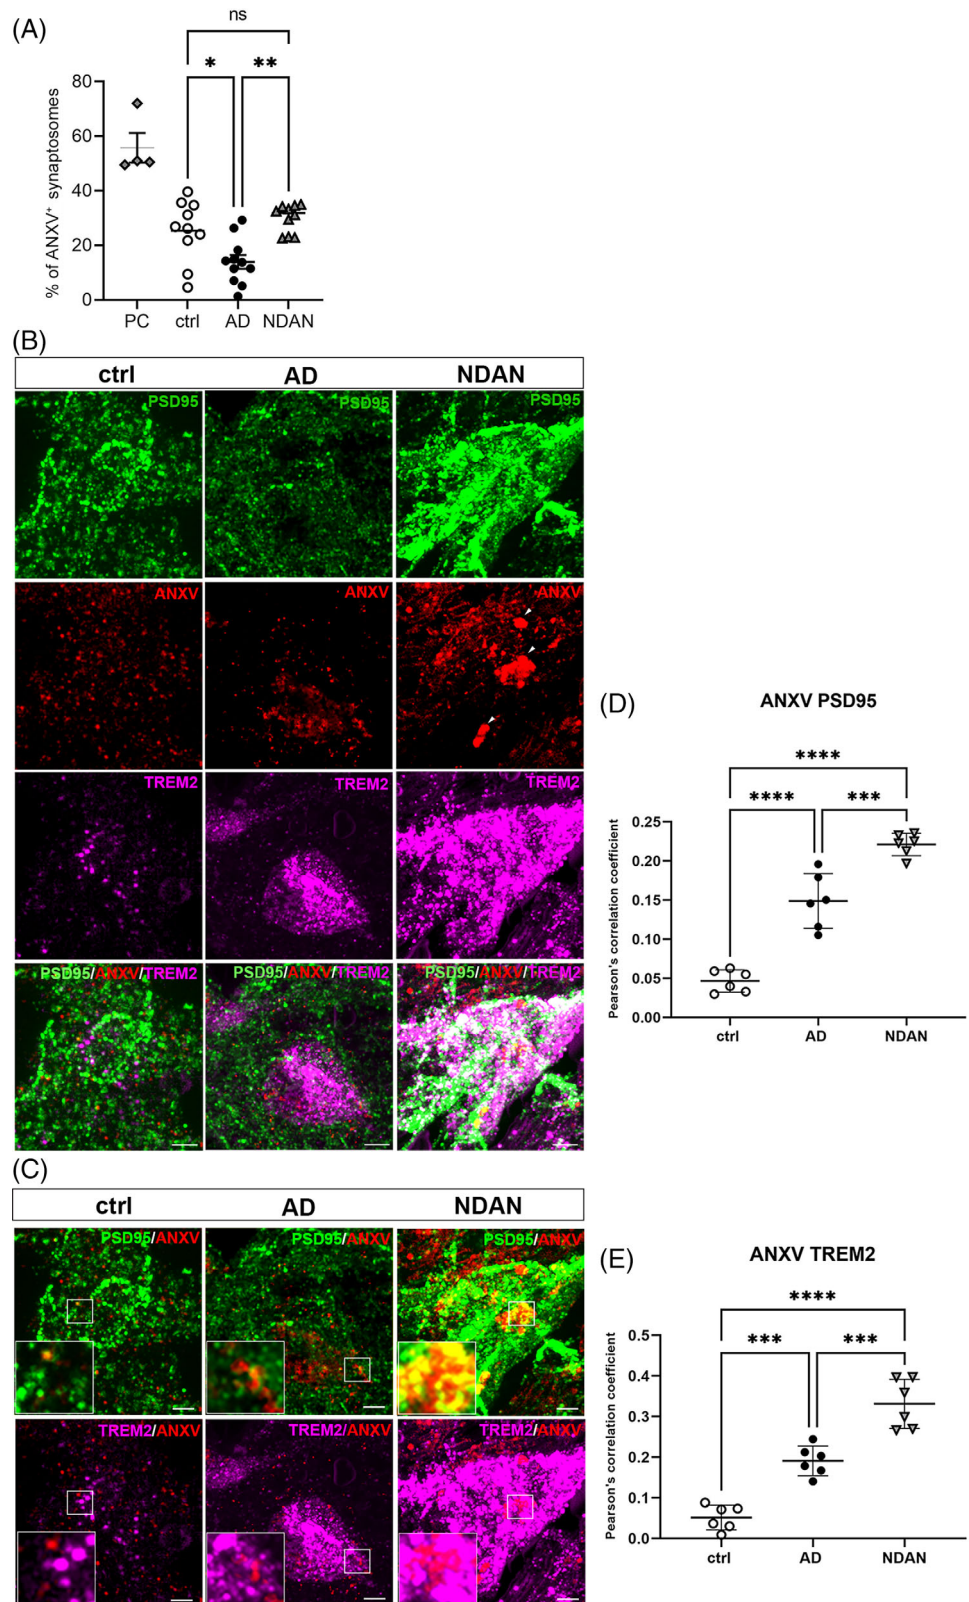 (A)
ns
* **
80
60
40
20
0
% of ANXV+ synaptosomes
PC ctrl AD NDAN
(B)
ctrl AD NDAN
PSD95 PSD95 PSD95
ANXV ANXV ANXV
TREM2 TREM2 TREM2
PSD95/ANXV/TREM2 PSD95/ANXV/TREM2 PSD95/ANXV/TREM2
(C)
ctrl AD NDAN
PSD95/ANXV PSD95/ANXV PSD95/ANXV
TREM2/ANXV TREM2/ANXV TREM2/ANXV
(D)
ANXV PSD95
****
**** ***
0.25
0.20
0.15
0.10
0.05
0.00
Pearson's correlation coefficient
ctrl AD NDAN
(E)
ANXV TREM2
****
*** ***
0.5
0.4
0.3
0.2
0.1
0.0
Pearson's correlation coefficient
ctrl AD NDAN